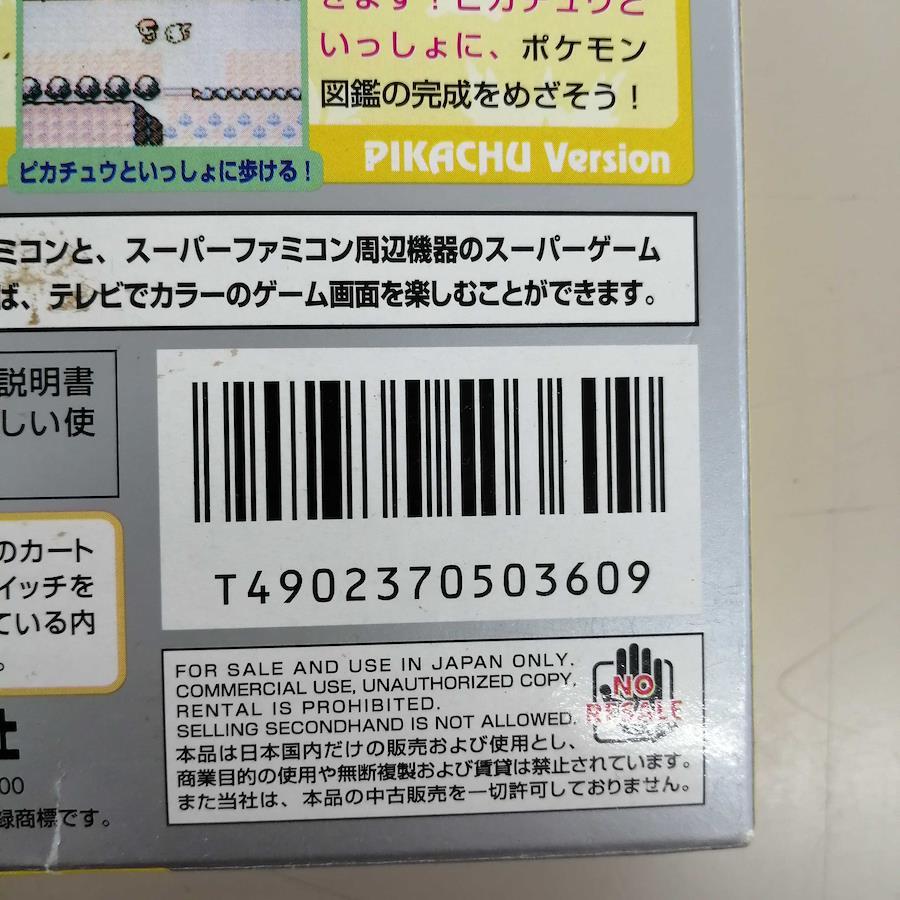 きます！ピカチュウと
いっしょに、ポケモン
図鑑の完成をめざそう！
PIKACHU Version
ピカチュウといっしょに歩ける！
ミコンと、スーパーファミコン周辺機器のスーパーゲーム
ば、テレビでカラーのゲーム画面を楽しむことができます。
説明書
しい使
のカート
イッチを
ている内
。
社
00
録商標です。
T4902370503609
FOR SALE AND USE IN JAPAN ONLY.
COMMERCIAL USE, UNAUTHORIZED COPY,
RENTAL IS PROHIBITED.
SELLING SECONDHAND IS NOT ALLOWED.
NO
RESALE
本品は日本国内だけの販売および使用とし、
商業目的の使用や無断複製および賃貸は禁止されています。
また当社は、本品の中古販売を一切許可しておりません。